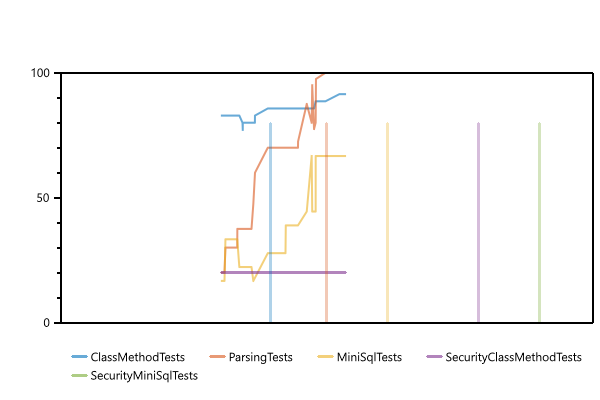 100
50
0
ClassMethodTests ParsingTests MiniSqlTests SecurityClassMethodTests
SecurityMiniSqlTests